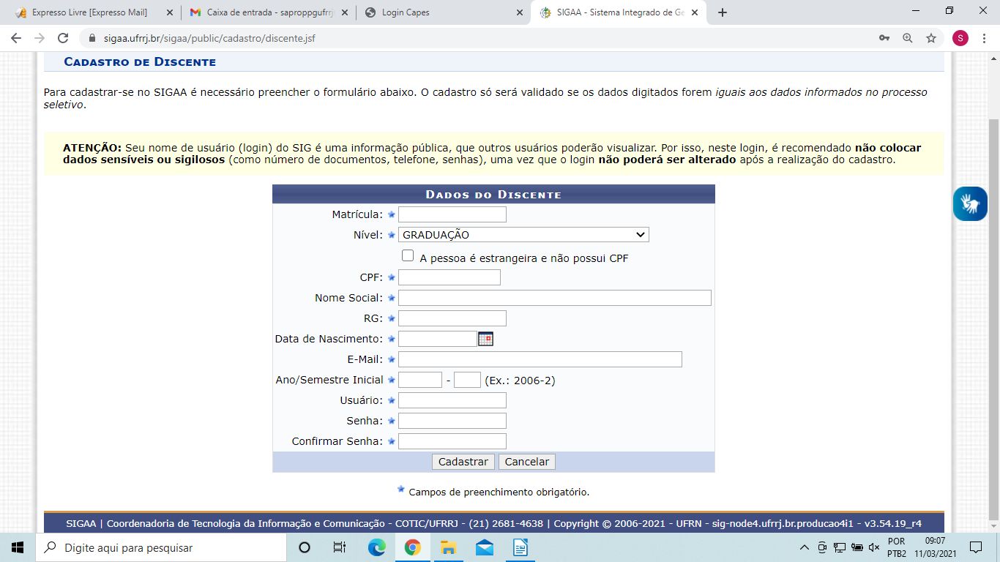 Expresso Livre [Expresso Mail]
Caixa de entrada - saproppgufrrj
Login Capes
SIGAA - Sistema Integrado de Ge
sigaa.ufrrj.br/sigaa/public/cadastro/discente.jsf
S
CADASTRO DE DISCENTE
Para cadastrar-se no SIGAA é necessário preencher o formulário abaixo. O cadastro só será validado se os dados digitados forem iguais aos dados informados no processo
seletivo.
ATENÇÃO: Seu nome de usuário (login) do SIG é uma informação pública, que outros usuários poderão visualizar. Por isso, neste login, é recomendado não colocar
dados sensíveis ou sigilosos (como número de documentos, telefone, senhas), uma vez que o login não poderá ser alterado após a realização do cadastro.
DADOS DO DISCENTE
Matrícula:
Nível: GRADUAÇÃO
A pessoa é estrangeira e não possui CPF
CPF:
Nome Social:
RG:
Data de Nascimento:
E-Mail:
Ano/Semestre Inicial - (Ex.: 2006-2)
Usuário:
Senha:
Confirmar Senha:
Cadastrar Cancelar
Campos de preenchimento obrigatório.
SIGAA | Coordenadoria de Tecnologia da Informação e Comunicação - COTIC/UFRRJ - (21) 2681-4638 | Copyright © 2006-2021 - UFRN - sig-node4.ufrrj.br.producao4i1 - v3.54.19_r4
Digite aqui para pesquisar
POR
PTB2
09:07
11/03/2021